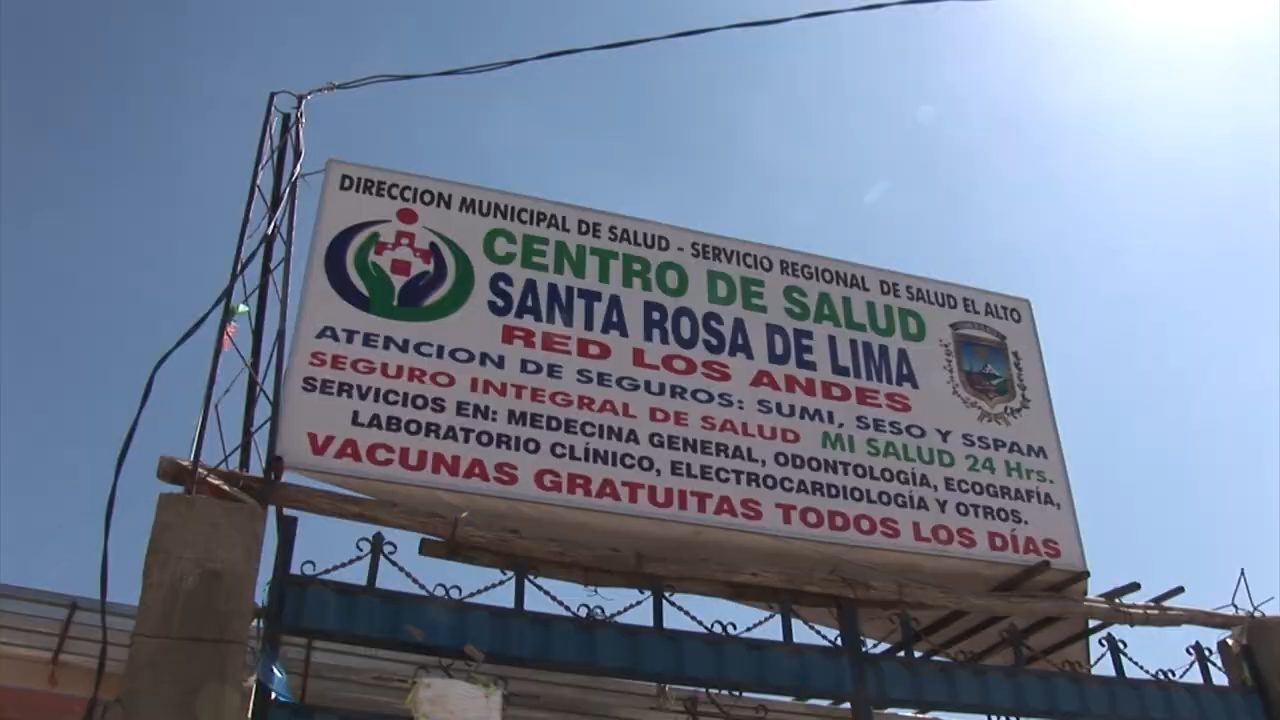 DIRECCION MUNICIPAL DE SALUD - SERVICIO REGIONAL DE SALUD EL ALTO
CENTRO DE SALUD
SANTA ROSA DE LIMA
RED LOS ANDES
ATENCION DE SEGUROS: SUMI, SESO Y SSPAM
SEGURO INTEGRAL DE SALUD MI SALUD 24 Hrs.
SERVICIOS EN: MEDECINA GENERAL, ODONTOLOGÍA, ECOGRAFÍA,
LABORATORIO CLÍNICO, ELECTROCARDIOLOGÍA Y OTROS.
VACUNAS GRATUITAS TODOS LOS DÍAS